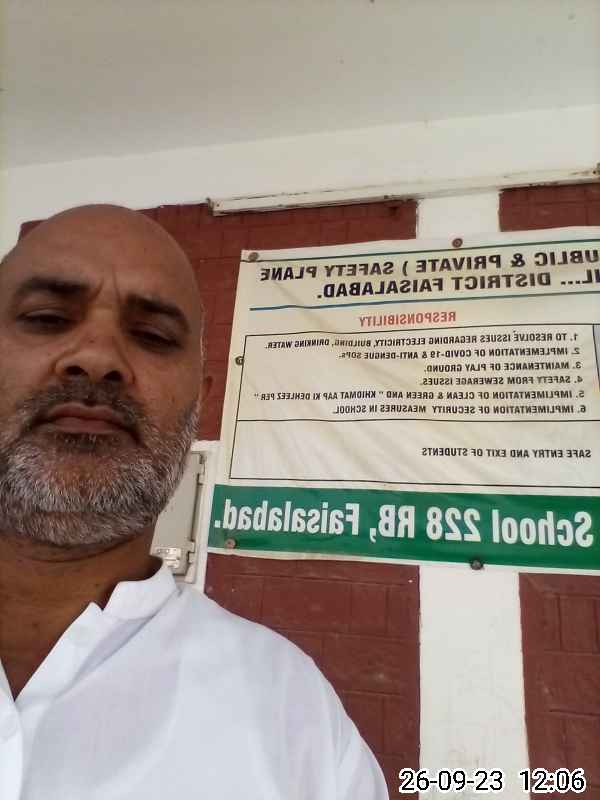 UBLIC & PRIVATE ) SAFETY PLANE
IL... DISTRICT FAISALABAD.
RESPONSIBILITY
1. TO RESOLVE ISSUES REGARDING ELECTRICITY, BUILDING, DRINKING WATER.
2. IMPLEMENTATION OF COVID-19 & ANTI-DENGUE SOPs.
3. MAINTENANCE OF PLAY OF GROUND.
4. SAFETY FROM SEWERAGE ISSUES.
5. IMPLIMENTATION OF CLEAN & GREEN AND " KHIDMAT AAP KI DEHLEEZ PER "
6. IMPLIMENTATION OF SECURITY MEASURES IN SCHOOL.
SAFE ENTRY AND EXIT OF STUDENTS
School 228 RB, Faisalabad.
26-09-23 12:06